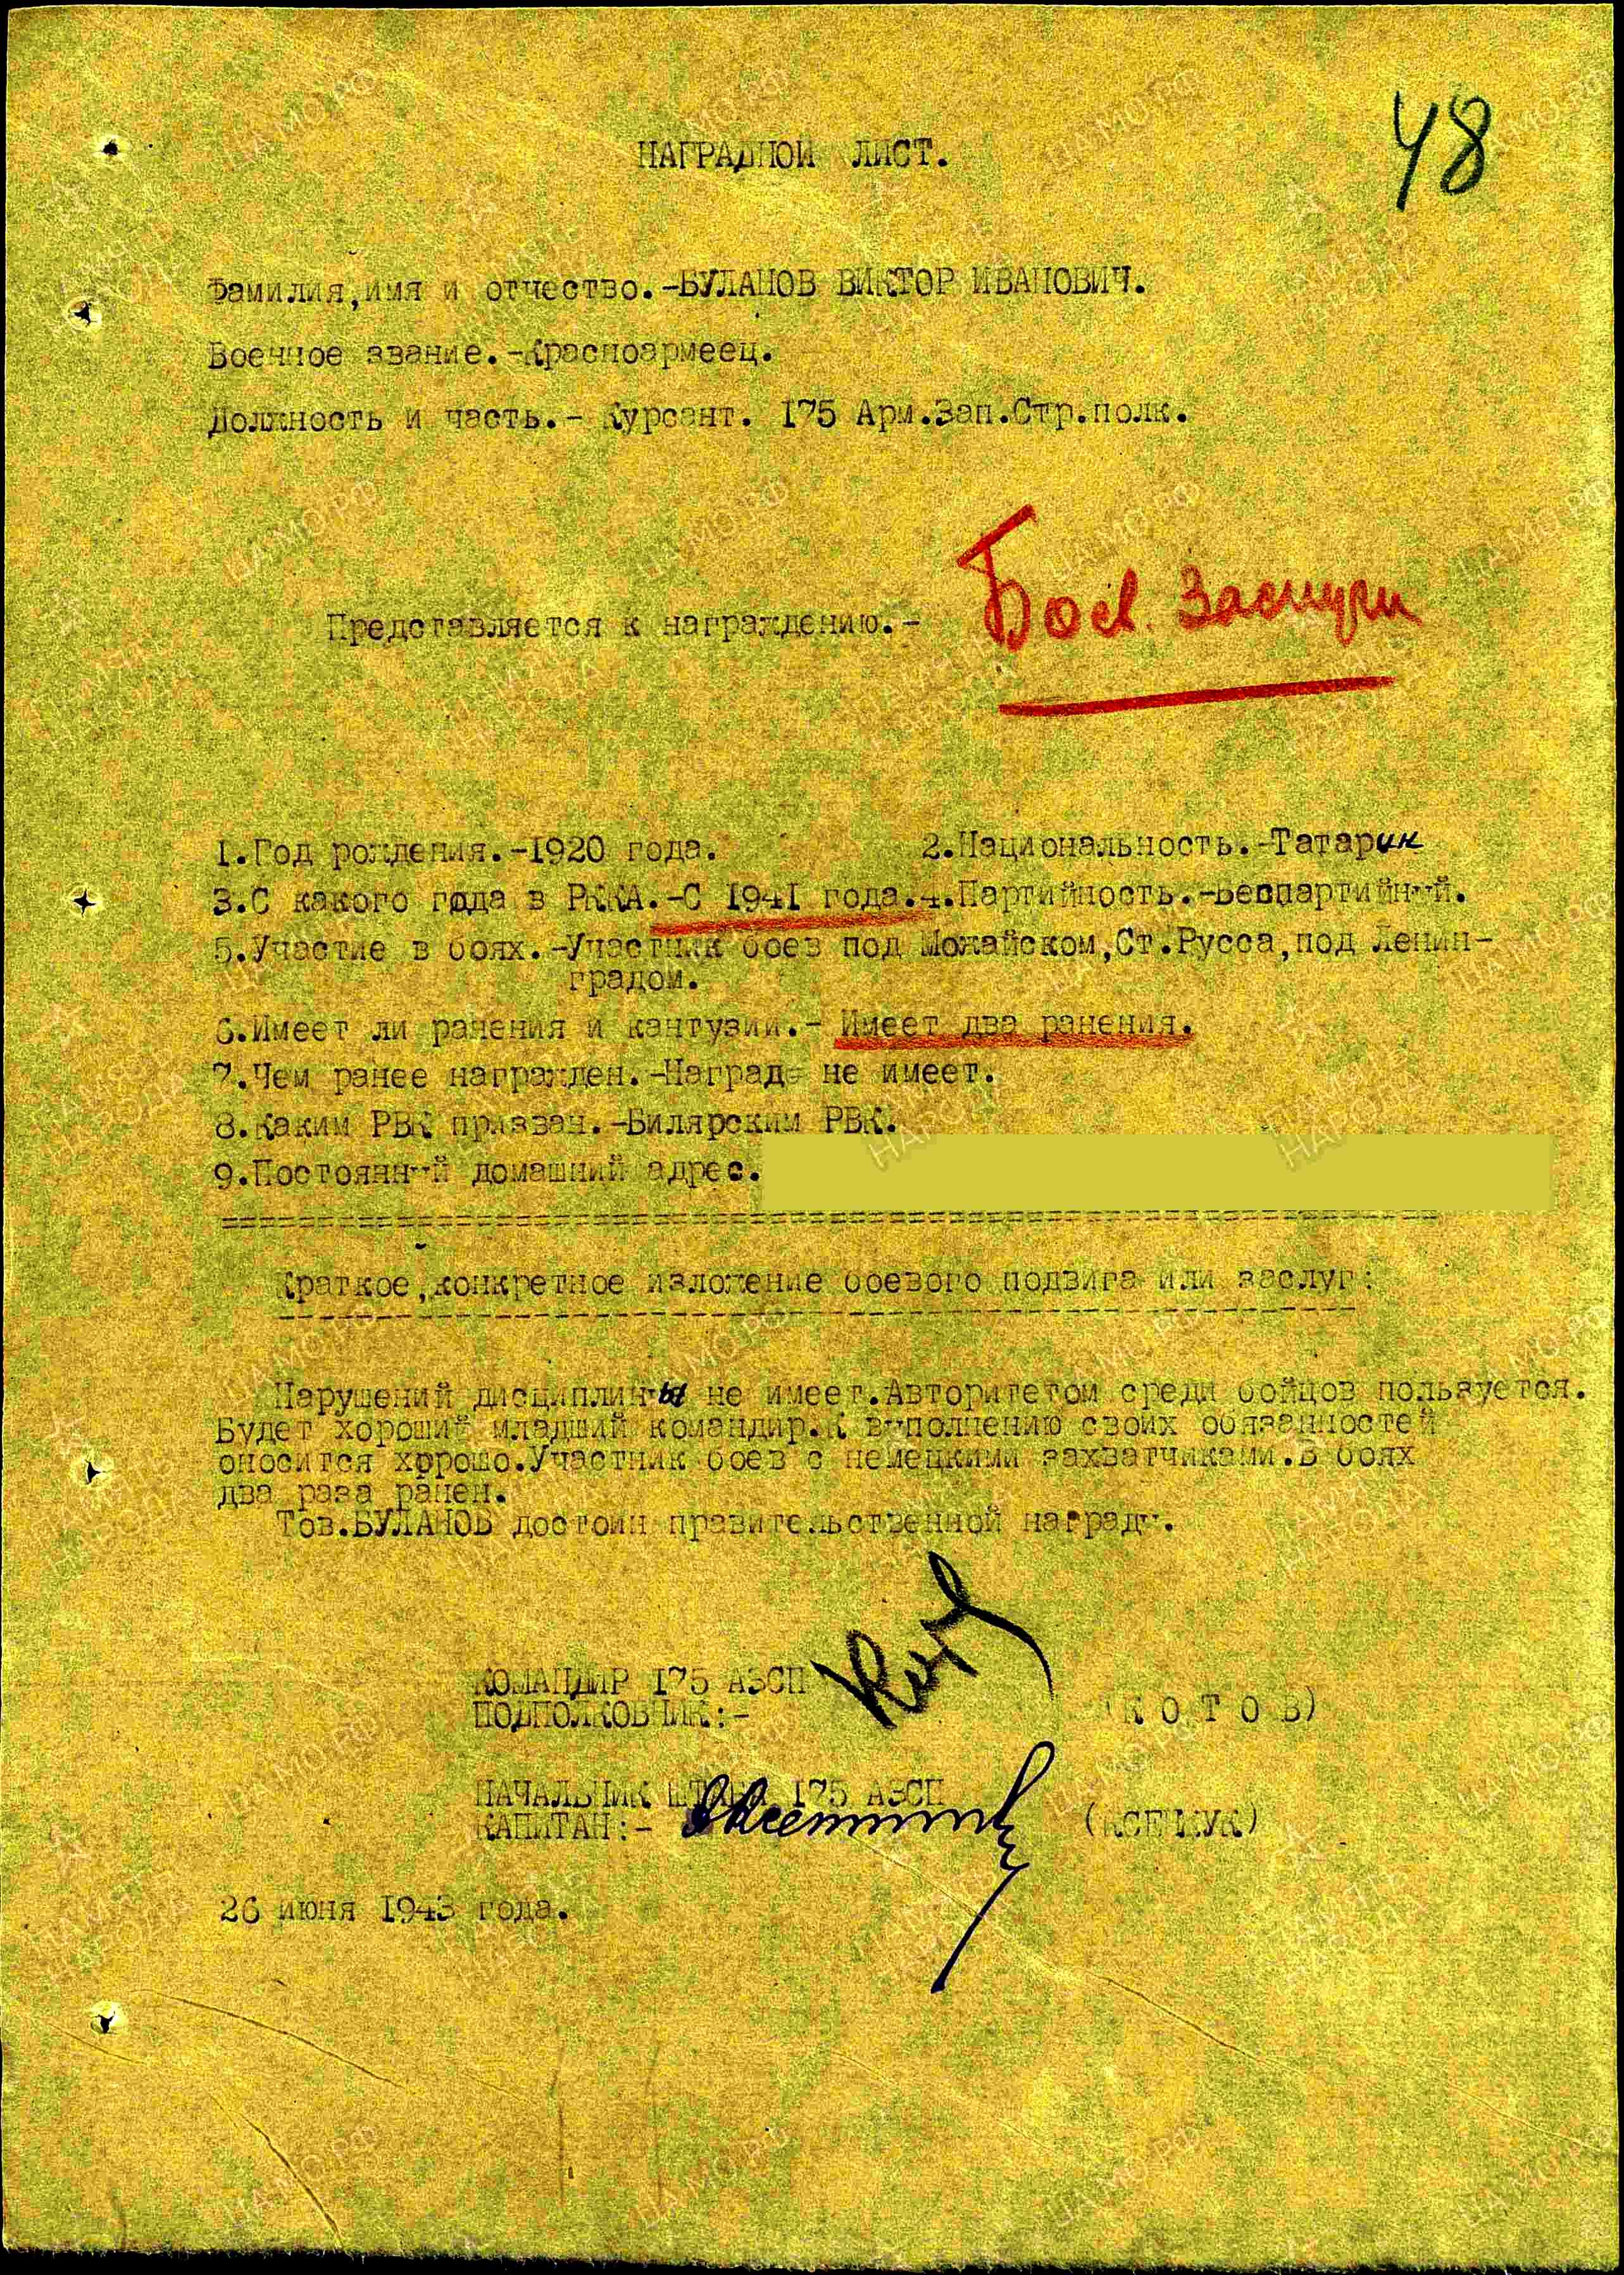 48
НАГРАДНОЙ ЛИСТ.
Фамилия,имя и отчество.-БУЛАНОВ ВИКТОР ИВАНОВИЧ.
Военное звание.-Красноармеец.
Должность и часть.- Курсант. 175 Арм.Зап.Стр.полк.
Представляется к награждению.- Боев. Заслуги
1.Год рождения.-1920 года. 2.Национальность.-Татарин
3.С какого года в РККА.-С 1941 года.4.Партийность.-Беспартийный.
5.Участие в боях.-Участник боев под Можайском,Ст.Русса,под Ленин-
градом.
6.Имеет ли ранения и кантузии.- Имеет два ранения.
7.Чем ранее награжден.-Наград не имеет.
8.Каким РВК призван.-Билярским РВК.
9.Постоянный домашний адрес.
Краткое,конкретное изложение боевого подвига или заслуг:
Нарушений дисциплины не имеет.Авторитетом среди бойцов пользуется.
Будет хороший младший командир.К выполнению своих обязанностей
оносится хорошо.Участник боев с немецкими захватчиками.В боях
два раза ранен.
Тов.БУЛАНОВ достоин правительственной награды.
КОМАНДИР 175 АЗСП
ПОДПОЛКОВНИК:- (К О Т О В)
НАЧАЛЬНИК ШТАБА 175 АЗСП
КАПИТАН:-
26 июня 1943 года.